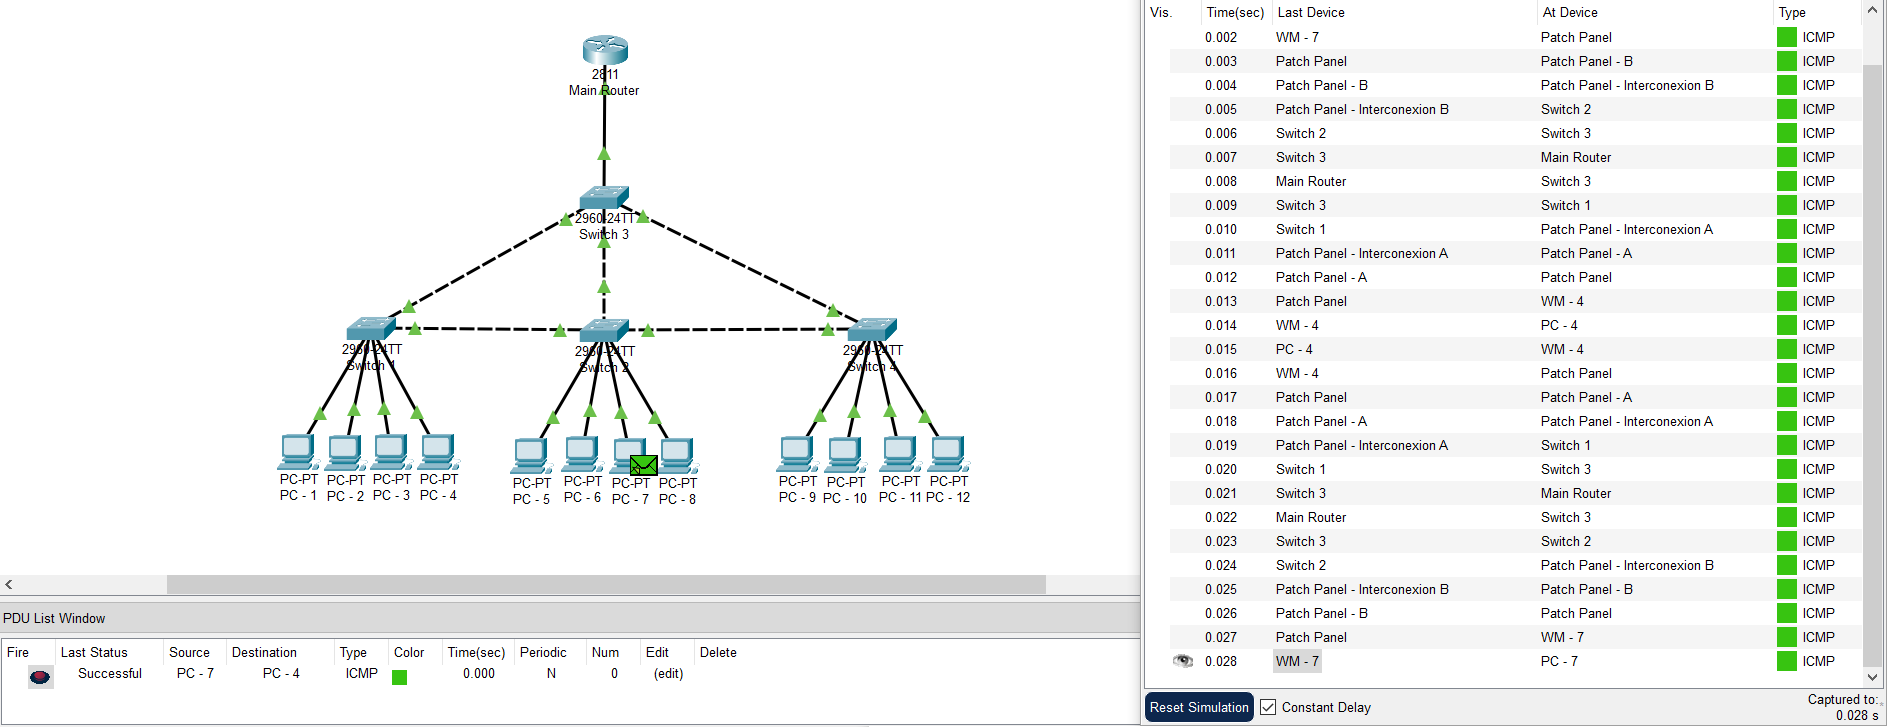 2811
Main Router
2960-24TT
Switch 3
2960-24TT
Switch 1
2960-24TT
Switch 2
2960-24TT
Switch 4
PC-PT
PC - 1
PC-PT
PC - 2
PC-PT
PC - 3
PC-PT
PC - 4
PC-PT
PC - 5
PC-PT
PC - 6
PC-PT
PC - 7
PC-PT
PC - 8
PC-PT
PC - 9
PC-PT
PC - 10
PC-PT
PC - 11
PC-PT
PC - 12
PDU List Window
Fire Last Status Source Destination Type Color Time(sec) Periodic Num Edit Delete
Successful PC - 7 PC - 4 ICMP 0.000 N 0 (edit)
Vis. Time(sec) Last Device At Device Type
0.002 WM - 7 Patch Panel ICMP
0.003 Patch Panel Patch Panel - B ICMP
0.004 Patch Panel - B Patch Panel - Interconexion B ICMP
0.005 Patch Panel - Interconexion B Switch 2 ICMP
0.006 Switch 2 Switch 3 ICMP
0.007 Switch 3 Main Router ICMP
0.008 Main Router Switch 3 ICMP
0.009 Switch 3 Switch 1 ICMP
0.010 Switch 1 Patch Panel - Interconexion A ICMP
0.011 Patch Panel - Interconexion A Patch Panel - A ICMP
0.012 Patch Panel - A Patch Panel ICMP
0.013 Patch Panel WM - 4 ICMP
0.014 WM - 4 PC - 4 ICMP
0.015 PC - 4 WM - 4 ICMP
0.016 WM - 4 Patch Panel ICMP
0.017 Patch Panel Patch Panel - A ICMP
0.018 Patch Panel - A Patch Panel - Interconexion A ICMP
0.019 Patch Panel - Interconexion A Switch 1 ICMP
0.020 Switch 1 Switch 3 ICMP
0.021 Switch 3 Main Router ICMP
0.022 Main Router Switch 3 ICMP
0.023 Switch 3 Switch 2 ICMP
0.024 Switch 2 Patch Panel - Interconexion B ICMP
0.025 Patch Panel - Interconexion B Patch Panel - B ICMP
0.026 Patch Panel - B Patch Panel ICMP
0.027 Patch Panel WM - 7 ICMP
0.028 WM - 7 PC - 7 ICMP
Reset Simulation Constant Delay
Captured to:
0.028 s